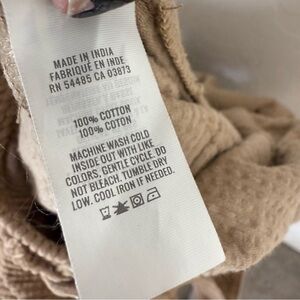 MADE IN INDIA
FABRIQUÉ EN INDE
RN 54485 CA 03873
100% COTTON
100% COTON
MACHINE WASH COLD
INSIDE OUT WITH LIKE
COLORS, GENTLE CYCLE. DO
NOT BLEACH. TUMBLE DRY
LOW. COOL IRON IF NEEDED.